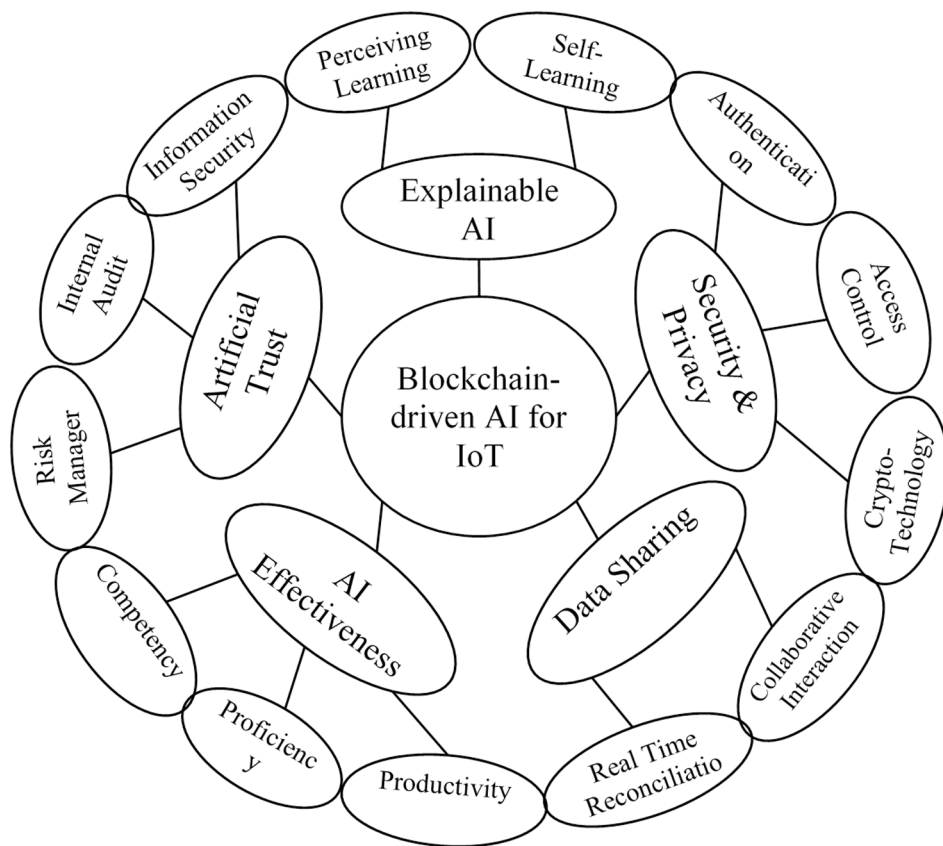 Perceiving
Learning
Self-
Learning
Information
Security
Authenticati
on
Explainable
AI
Internal
Audit
Artificial
Trust
Security &
Privacy
Access
Control
Blockchain-
driven AI for
IoT
Risk
Manager
Crypto-
Technology
AI
Effectiveness
Data Sharing
Competency
Collaborative
Interaction
Proficienc
y
Productivity
Real Time
Reconciliatio